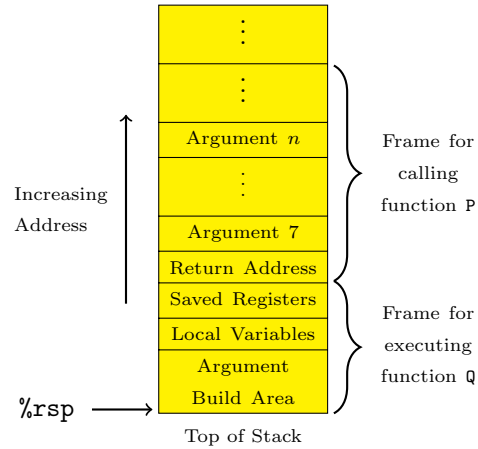 ⋮
⋮
Argument n
⋮
Argument 7
Return Address
Saved Registers
Local Variables
Argument
Build Area
Top of Stack
Increasing
Address
%rsp
Frame for
calling
function P
Frame for
executing
function Q